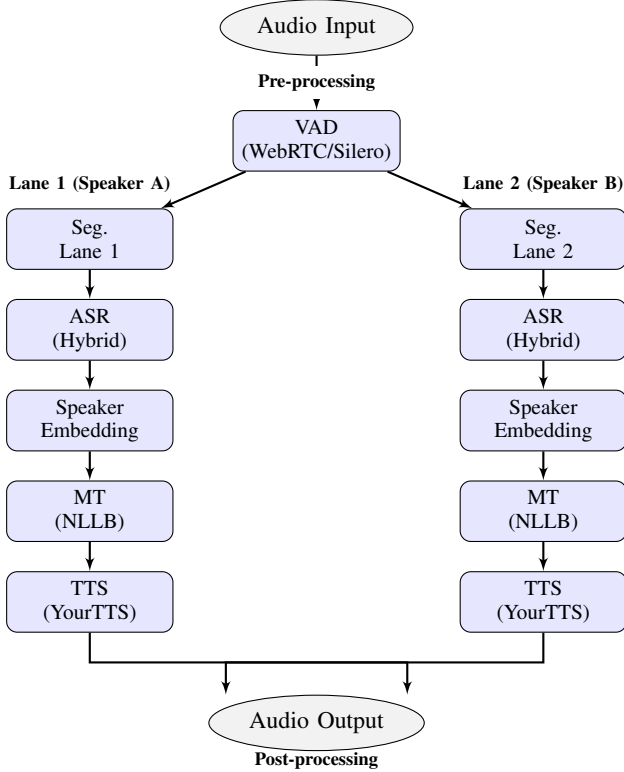 Audio Input
Pre-processing
VAD
(WebRTC/Silero)
Lane 1 (Speaker A)
Lane 2 (Speaker B)
Seg.
Lane 1
Seg.
Lane 2
ASR
(Hybrid)
ASR
(Hybrid)
Speaker
Embedding
Speaker
Embedding
MT
(NLLB)
MT
(NLLB)
TTS
(YourTTS)
TTS
(YourTTS)
Audio Output
Post-processing